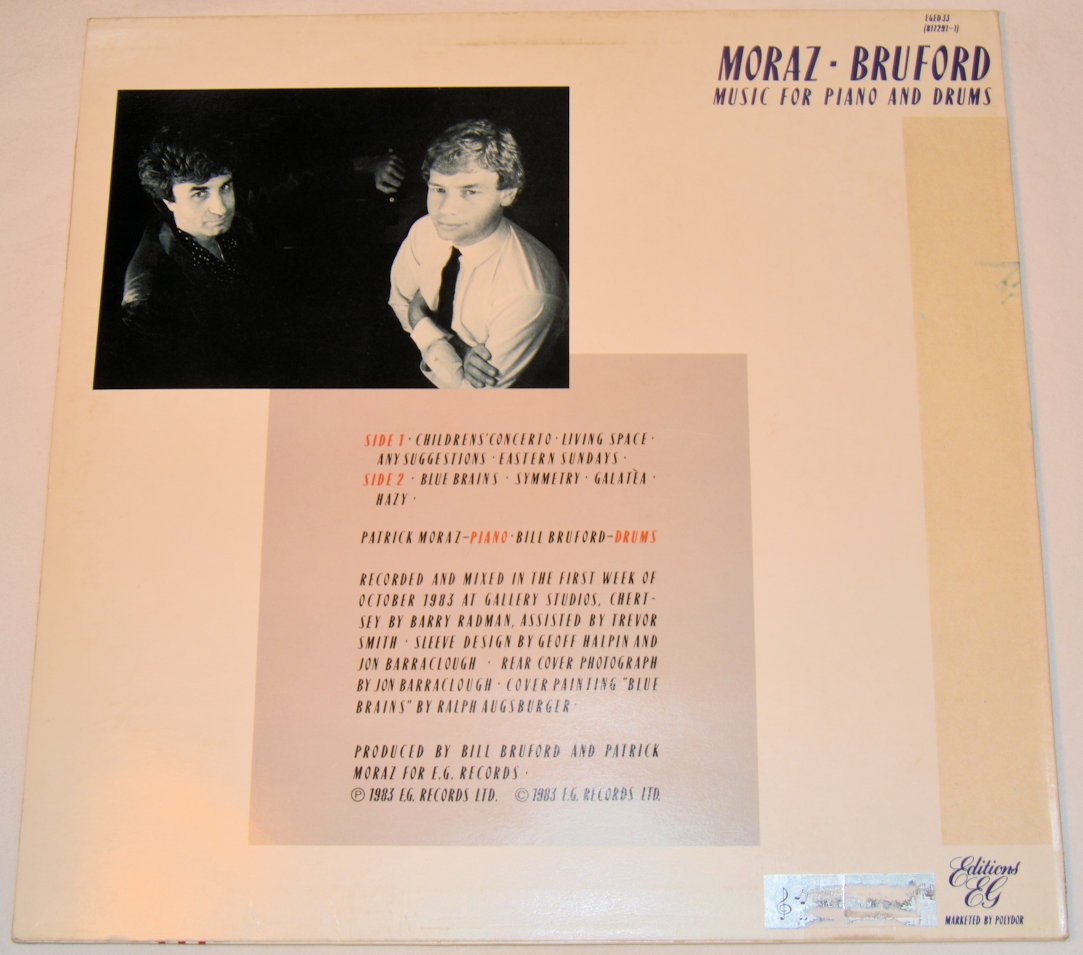 EGED 33
(817291-1)
MORAZ · BRUFORD
MUSIC FOR PIANO AND DRUMS
SIDE 1 · CHILDRENS' CONCERTO · LIVING SPACE ·
ANY SUGGESTIONS · EASTERN SUNDAYS ·
SIDE 2 · BLUE BRAINS · SYMMETRY · GALATÈA ·
HAZY ·
PATRICK MORAZ–PIANO · BILL BRUFORD–DRUMS
RECORDED AND MIXED IN THE FIRST WEEK OF
OCTOBER 1983 AT GALLERY STUDIOS, CHERT-
SEY BY BARRY RADMAN, ASSISTED BY TREVOR
SMITH · SLEEVE DESIGN BY GEOFF HALPIN AND
JON BARRACLOUGH · REAR COVER PHOTOGRAPH
BY JON BARRACLOUGH · COVER PAINTING "BLUE
BRAINS" BY RALPH AUGSBURGER ·
PRODUCED BY BILL BRUFORD AND PATRICK
MORAZ FOR E.G. RECORDS ·
Ⓟ 1983 E.G. RECORDS LTD. © 1983 E.G. RECORDS LTD.
Editions
EG
MARKETED BY POLYDOR